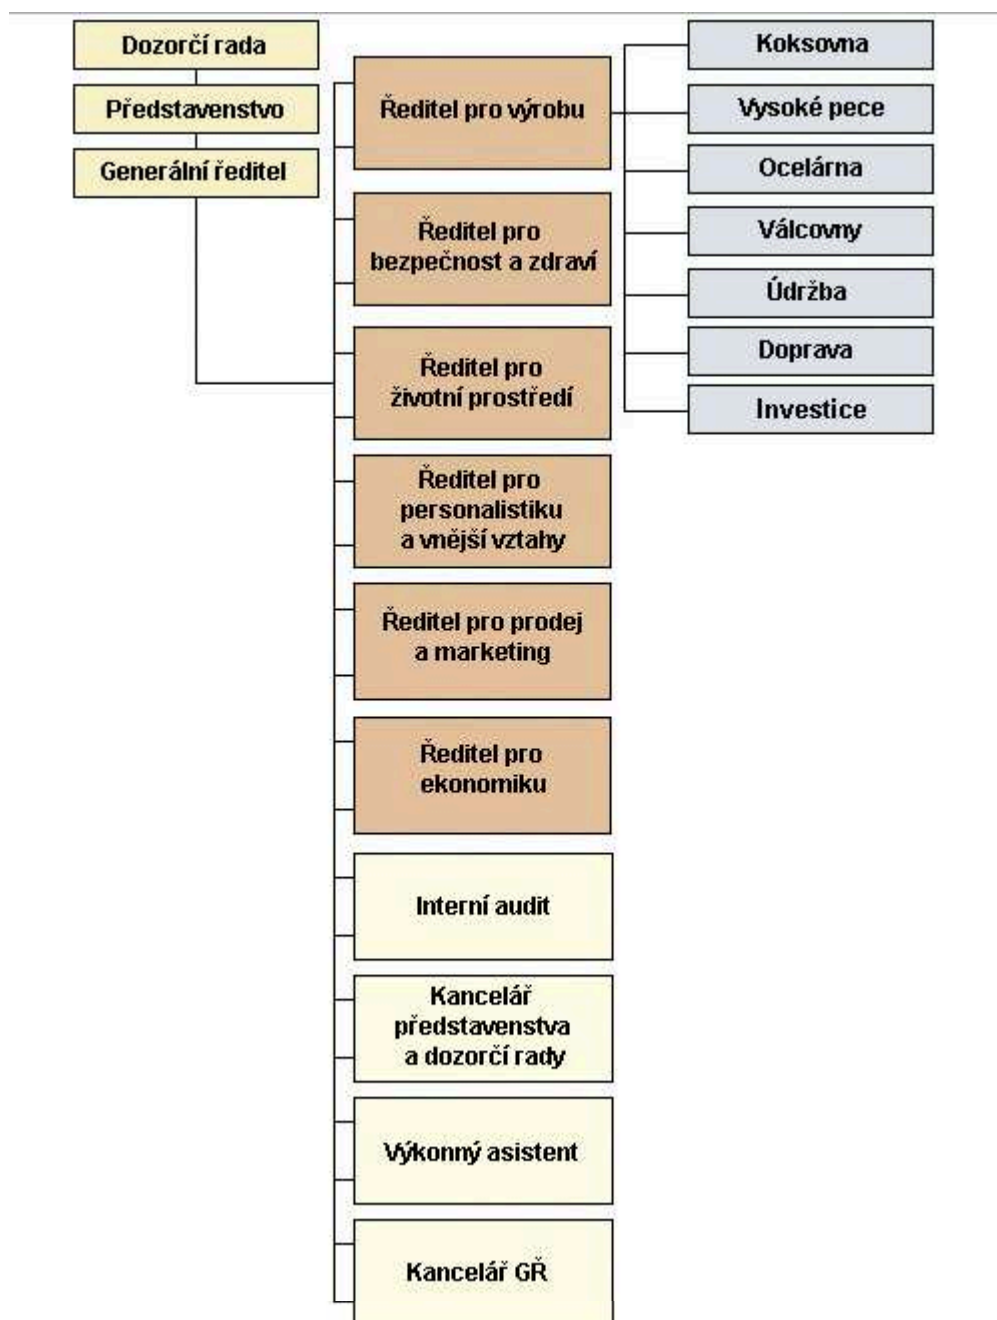 Dozorčí rada
Představenstvo
Generální ředitel
Ředitel pro výrobu
Ředitel pro
bezpečnost a zdraví
Ředitel pro
životní prostředí
Ředitel pro
personalistiku
a vnější vztahy
Ředitel pro prodej
a marketing
Ředitel pro
ekonomiku
Interní audit
Kancelář
představenstva
a dozorčí rady
Výkonný asistent
Kancelář GŘ
Koksovna
Vysoké pece
Ocelárna
Válcovny
Údržba
Doprava
Investice